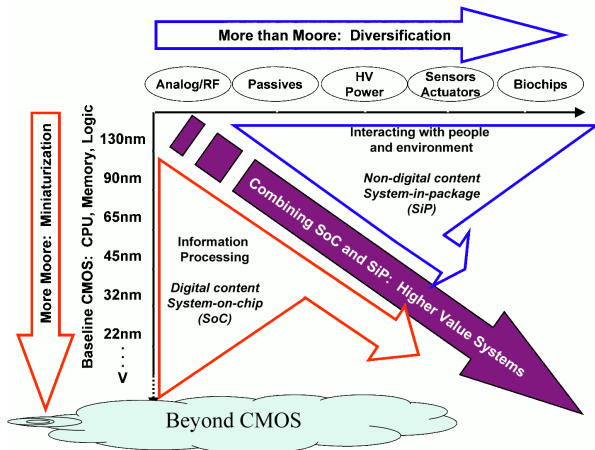 More than Moore: Diversification
Analog/RF
Passives
HV
Power
Sensors
Actuators
Biochips
More Moore: Miniaturization
Baseline CMOS: CPU, Memory, Logic
130nm
90nm
65nm
45nm
32nm
22nm
.
.
.
V
Interacting with people
and environment
Non-digital content
System-in-package
(SiP)
Combining SoC and SiP: Higher Value Systems
Information
Processing
Digital content
System-on-chip
(SoC)
Beyond CMOS